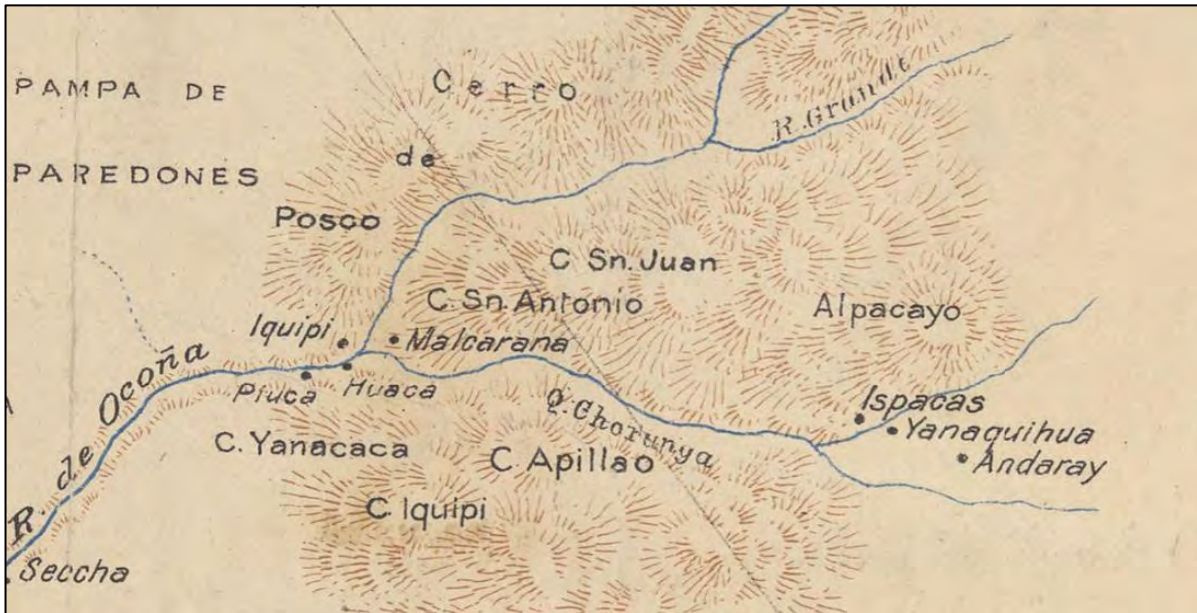 Cerro
R. Grande
PAMPA DE
de
PAREDONES
Posco
C Sn. Juan
C. Sn. Antonio
Alpacayo
Iquipi
Malcarana
R. de Ocoña
Piuca
Huaca
Q. Chorunya
Ispacas
Yanaquihua
Andaray
C. Yanacaca
C. Apillao
C. Iquipi
Seccha